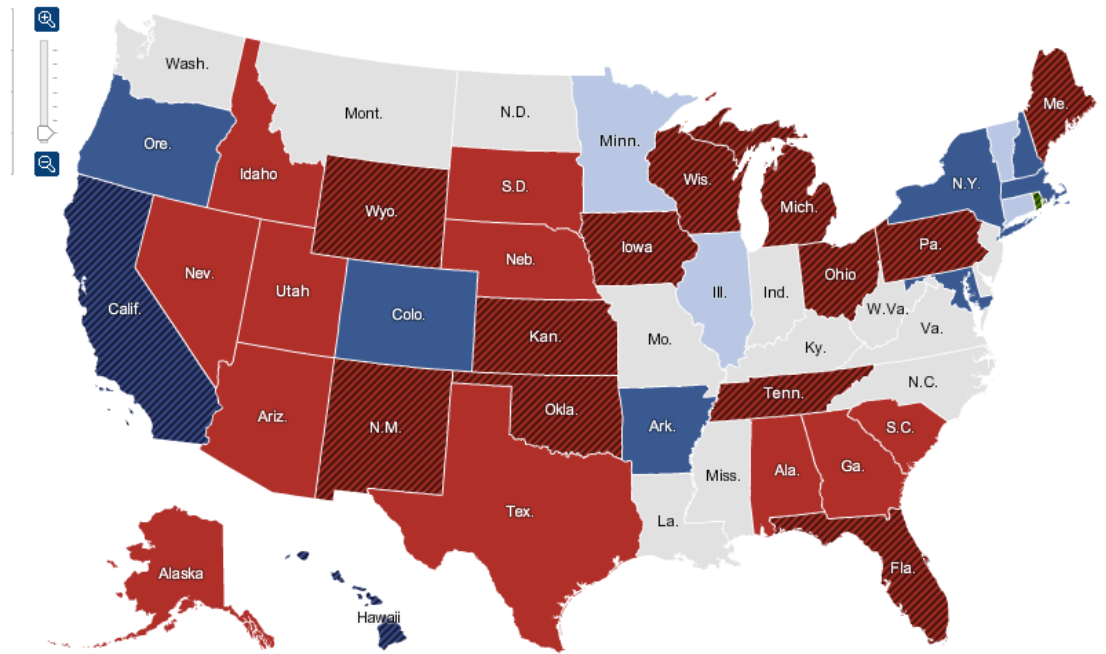 Wash.
Mont.
N.D.
Minn.
Me.
Ore.
Idaho
S.D.
Wis.
Mich.
N.Y.
Wyo.
Iowa
Pa.
Nev.
Utah
Neb.
Ill.
Ind.
Ohio
Calif.
Colo.
Kan.
Mo.
W.Va.
Va.
Ky.
Ariz.
N.M.
Okla.
Ark.
Tenn.
N.C.
Tex.
Miss.
Ala.
Ga.
S.C.
La.
Fla.
Alaska
Hawaii